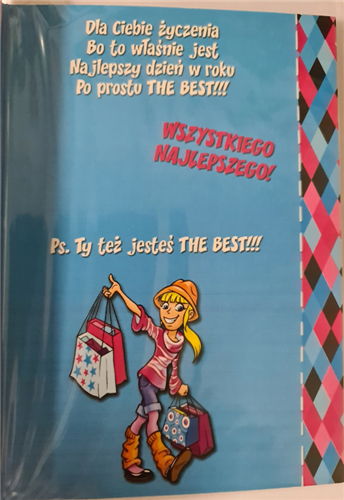 Dla Ciebie życzenia
Bo to właśnie jest
Najlepszy dzień w roku
Po prostu THE BEST!!!
WSZYSTKIEGO
NAJLEPSZEGO!
Ps. Ty też jesteś THE BEST!!!